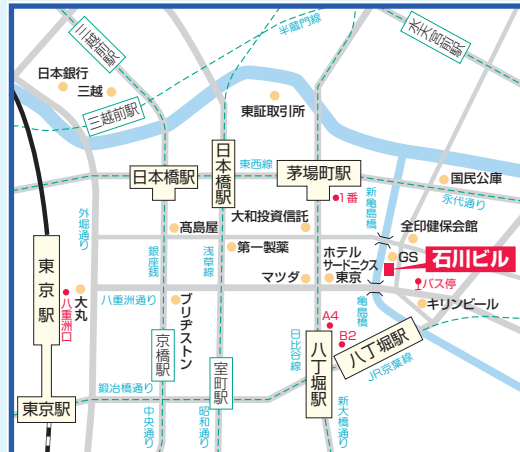 三越前駅
半蔵門線
水天宮前駅
日本銀行
三越
三越前駅
東証取引所
日本橋駅
東西線
日本橋駅
茅場町駅
1番
新亀島橋
国民公庫
永代通り
外堀通り
髙島屋
大和投資信託
全印健保会館
銀座銭
浅草線
第一製薬
ホテル
サードニクス
東京
GS
石川ビル
東京駅
八重洲口
大丸
八重洲通り
マツダ
亀島橋
バス停
キリンビール
ブリヂストン
京橋駅
室町駅
日比谷線
A4
B2
八丁堀駅
八丁堀駅
JR京葉線
鍛冶橋通り
東京駅
中央通り
昭和通り
新大橋通り